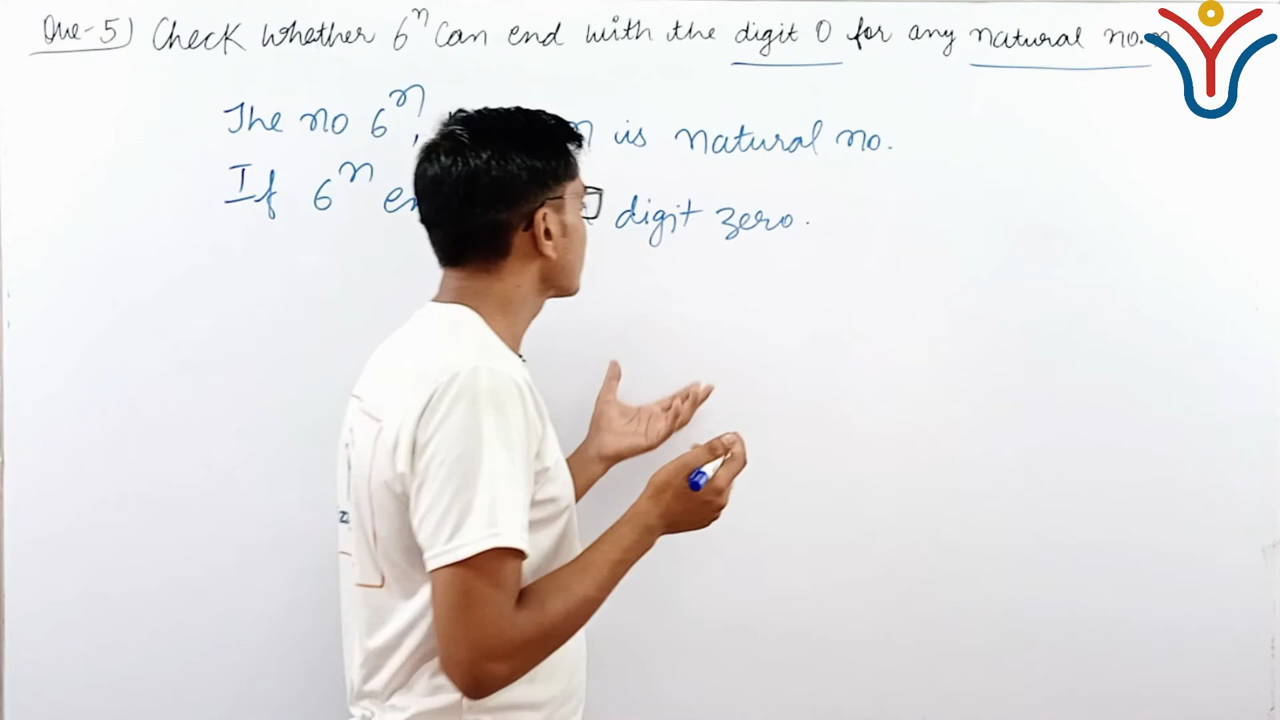 Que-5) Check whether 6ⁿ can end with the digit 0 for any natural no. n
The no 6ⁿ, n is natural no.
If 6ⁿ en digit zero.